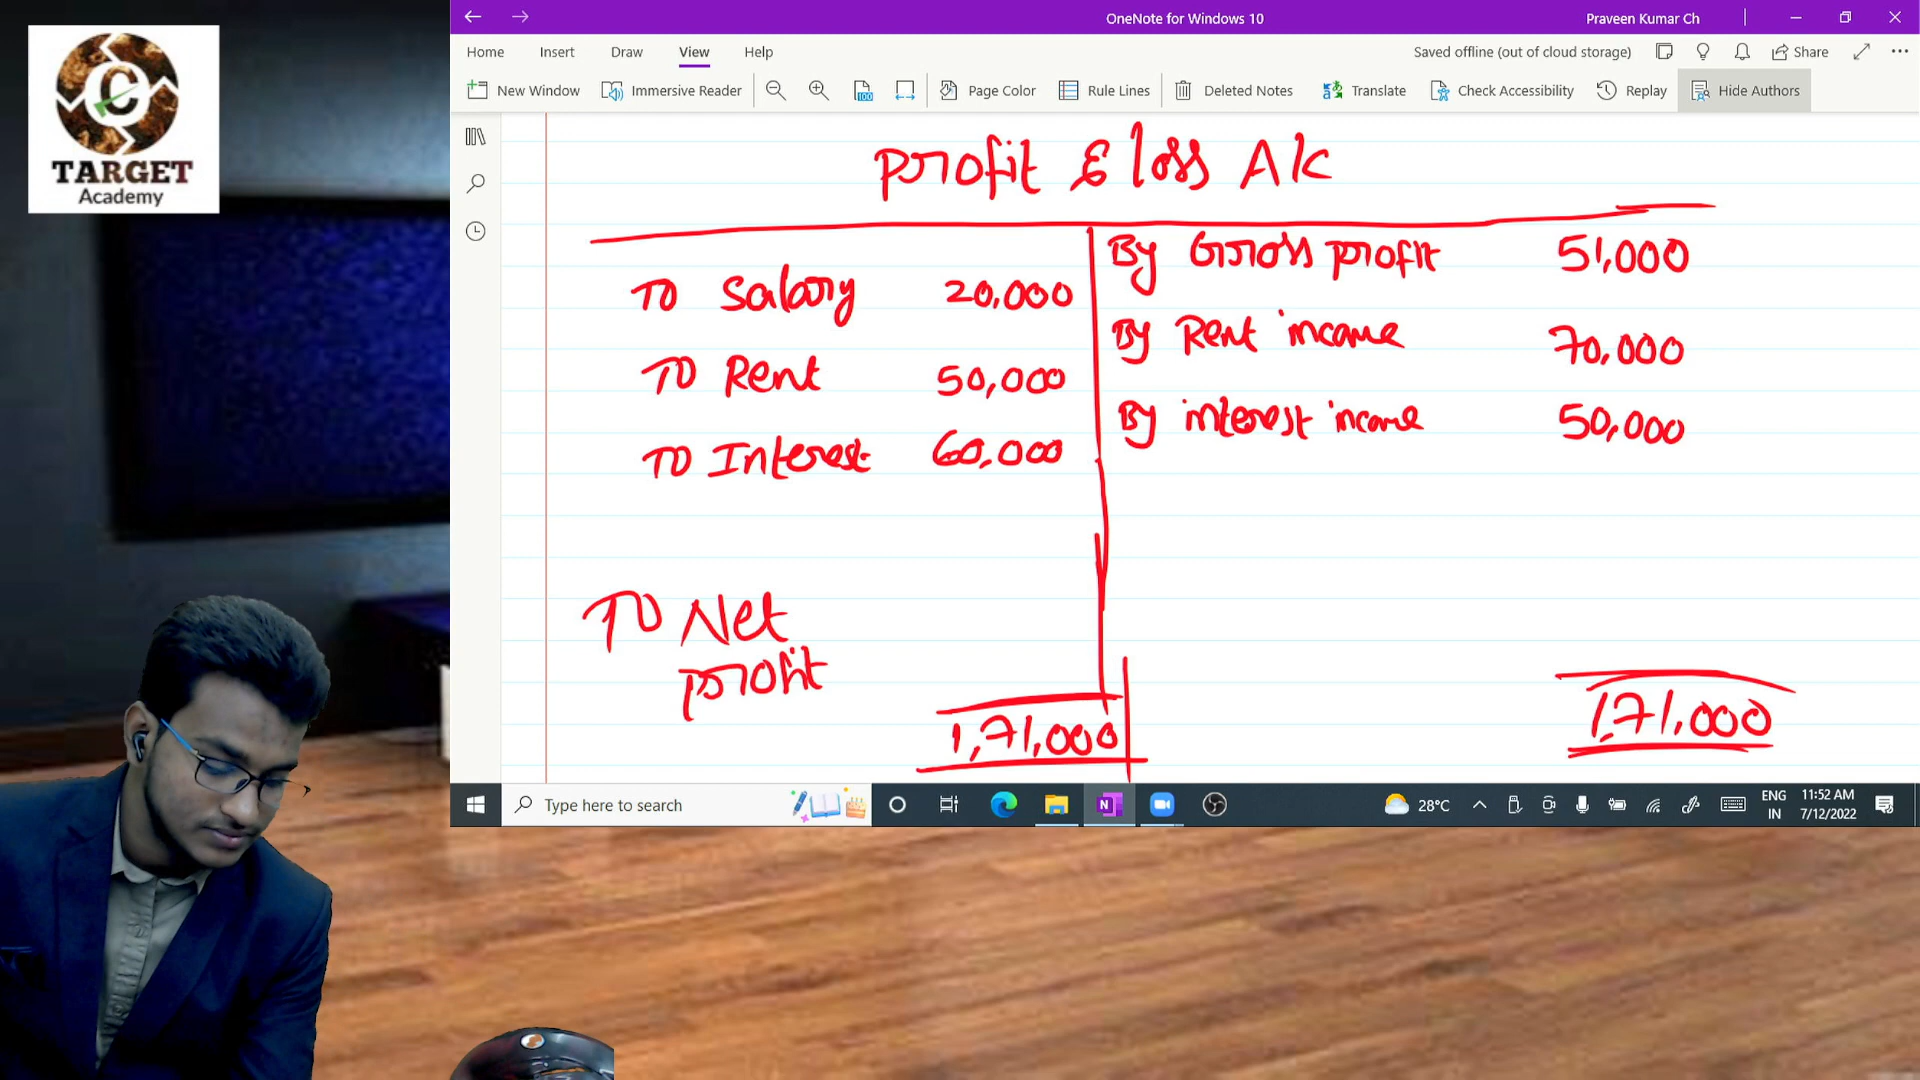 TARGET
Academy
OneNote for Windows 10
Praveen Kumar Ch
Home Insert Draw View Help
Saved offline (out of cloud storage) Share
New Window Immersive Reader Page Color Rule Lines Deleted Notes Translate Check Accessibility Replay Hide Authors
Profit & loss A/c
To Salary 20,000
To Rent 50,000
To Interest 60,000
To Net
profit
1,71,000
By Gross profit 51,000
By Rent income 70,000
By interest income 50,000
1,71,000
Type here to search
28°C
ENG
IN
11:52 AM
7/12/2022